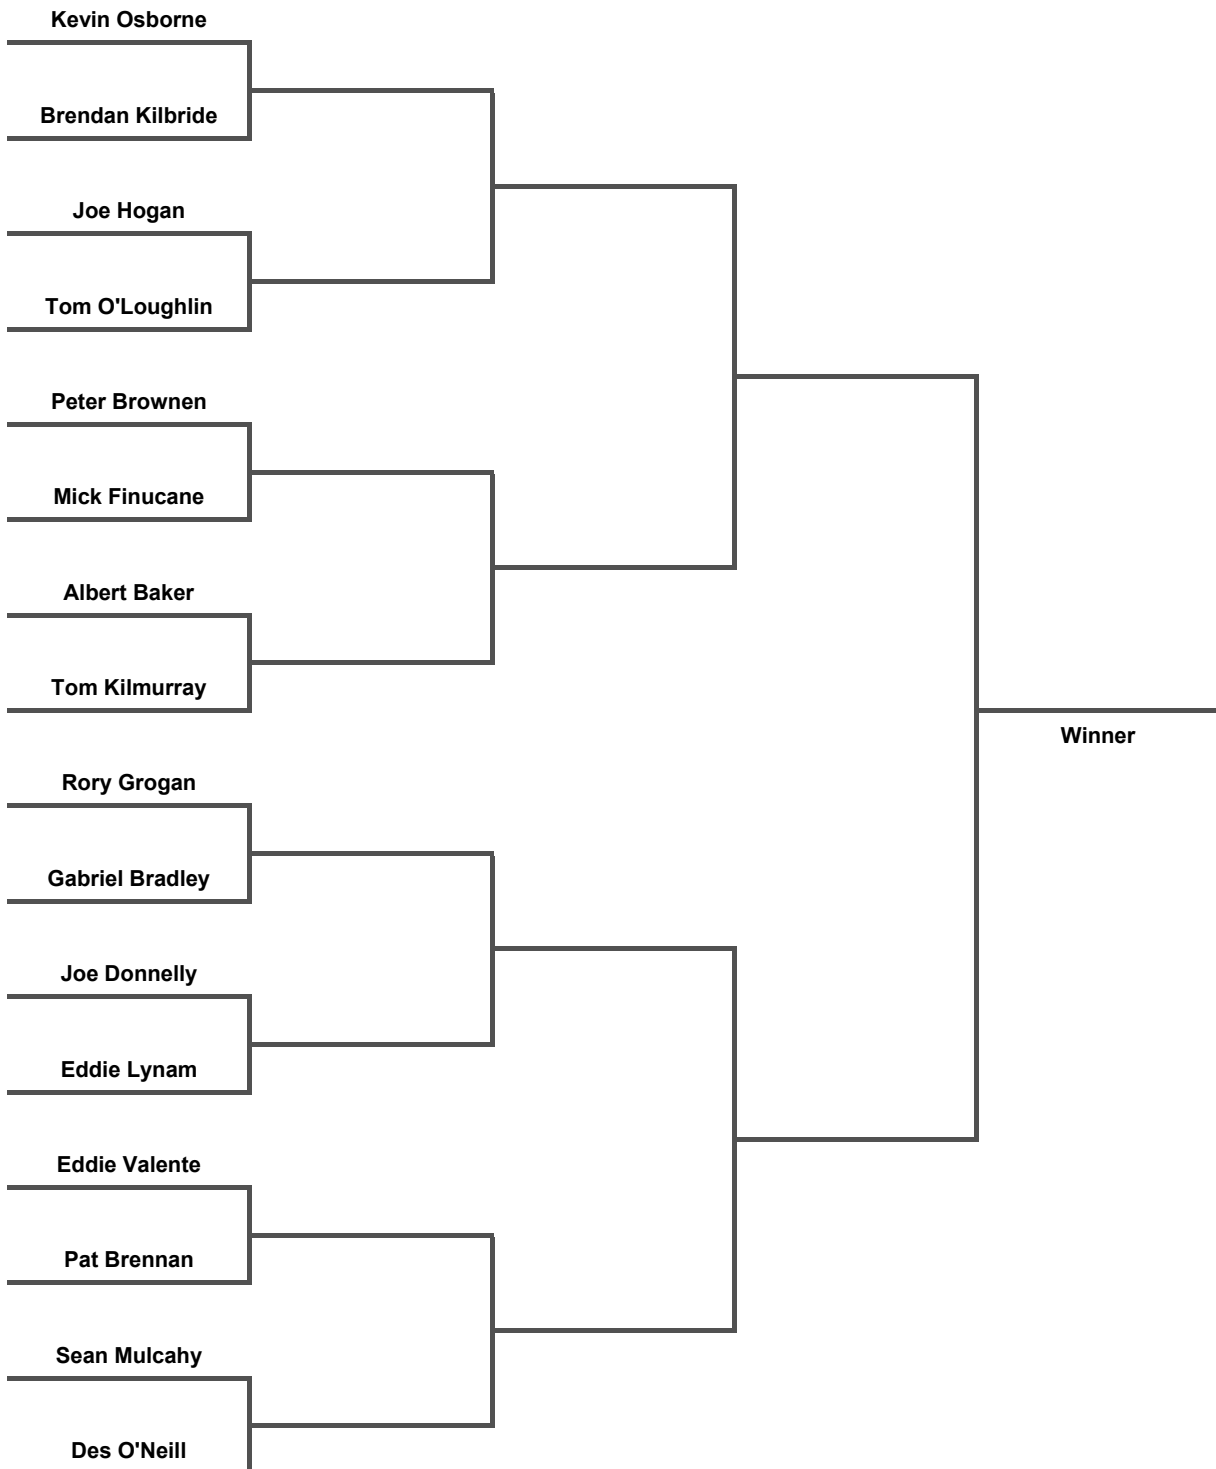 Kevin Osborne
Brendan Kilbride
Joe Hogan
Tom O'Loughlin
Peter Brownen
Mick Finucane
Albert Baker
Tom Kilmurray
Winner
Rory Grogan
Gabriel Bradley
Joe Donnelly
Eddie Lynam
Eddie Valente
Pat Brennan
Sean Mulcahy
Des O'Neill